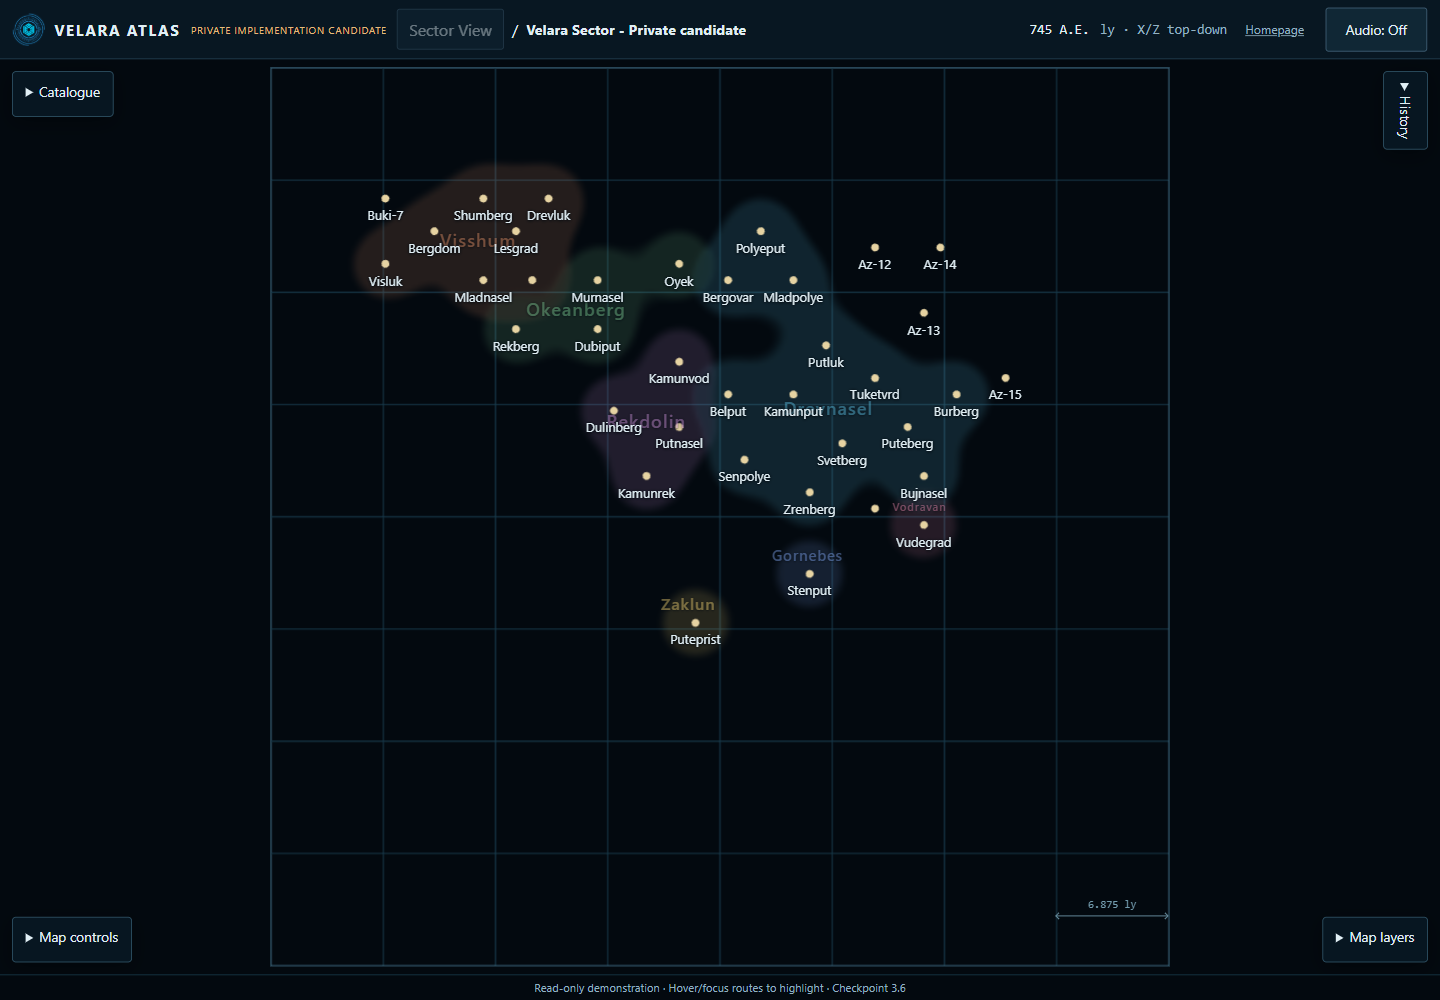 VELARA ATLAS PRIVATE IMPLEMENTATION CANDIDATE Sector View / Velara Sector - Private candidate 745 A.E. ly · X/Z top-down Homepage Audio: Off
▶ Catalogue
▼ History
Buki-7 Shumberg Drevluk
Visshum
Bergdom Lesgrad Polyeput
Az-12 Az-14
Visluk Oyek
Mladnasel Murnasel Bergovar Mladpolye
Okeanberg
Az-13
Rekberg Dubiput
Putluk
Kamunvod
Tuketvrd Az-15
Belput Kamunput Burberg
Rekdolin
Dulinberg
Putnasel Puteberg
Svetberg
Senpolye
Kamunrek Bujnasel
Vodravan
Zrenberg
Vudegrad
Gornebes
Stenput
Zaklun
Puteprist
6.875 ly
▶ Map controls ▶ Map layers
Read-only demonstration · Hover/focus routes to highlight · Checkpoint 3.6